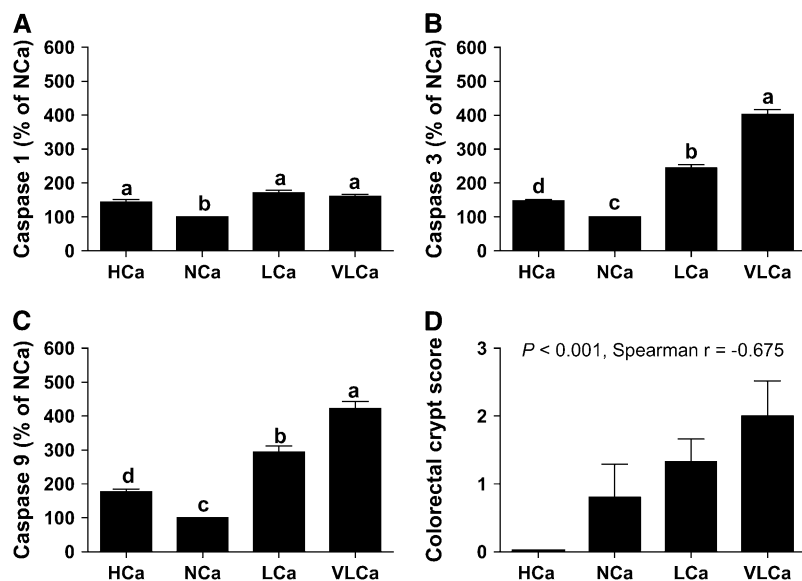 A
Caspase 1 (% of NCa)
600
500
400
300
200
100
0
a
b
a
a
HCa NCa LCa VLCa
B
Caspase 3 (% of NCa)
600
500
400
300
200
100
0
d
c
b
a
HCa NCa LCa VLCa
C
Caspase 9 (% of NCa)
600
500
400
300
200
100
0
d
c
b
a
HCa NCa LCa VLCa
D
Colorectal crypt score
3
2
1
0
P < 0.001, Spearman r = -0.675
HCa NCa LCa VLCa